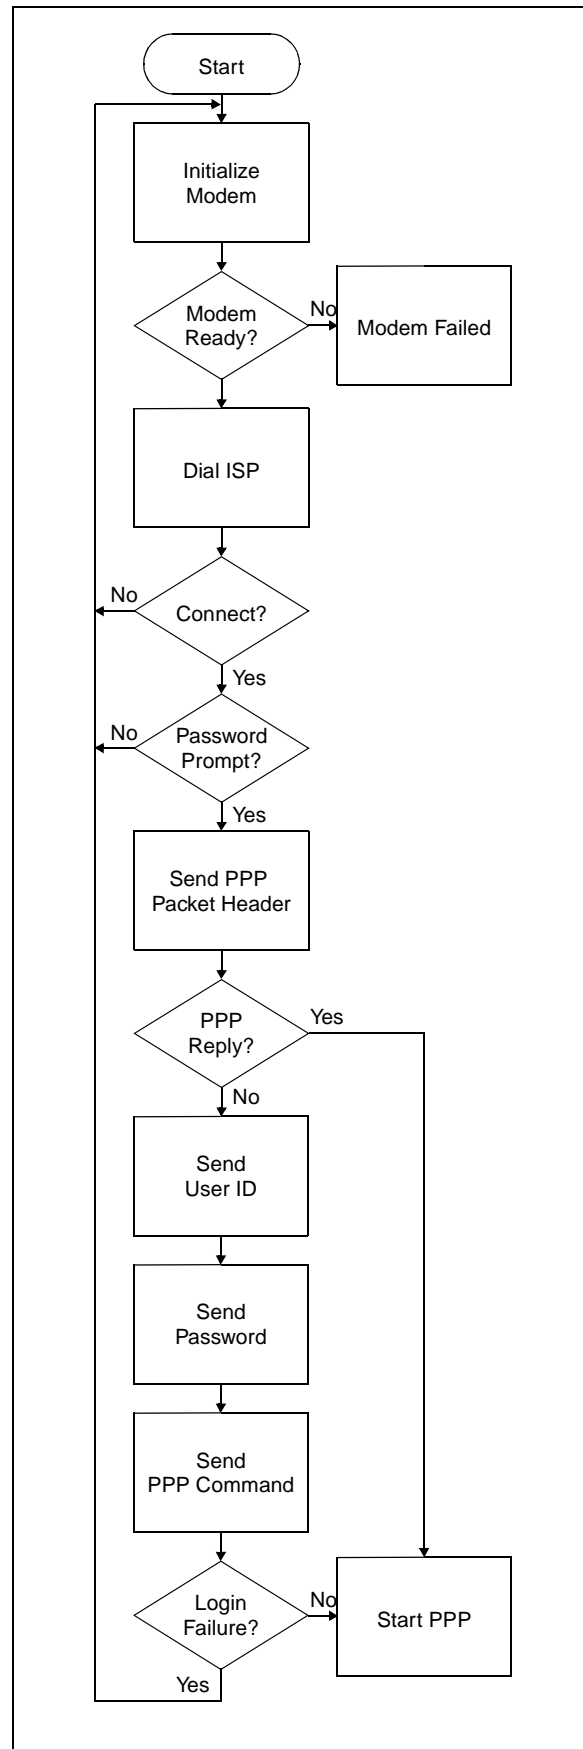 Start
Initialize
Modem
Modem
Ready?
No
Modem Failed
Dial ISP
Connect?
No
Yes
Password
Prompt?
No
Yes
Send PPP
Packet Header
PPP
Reply?
Yes
No
Send
User ID
Send
Password
Send
PPP Command
Login
Failure?
No
Start PPP
Yes